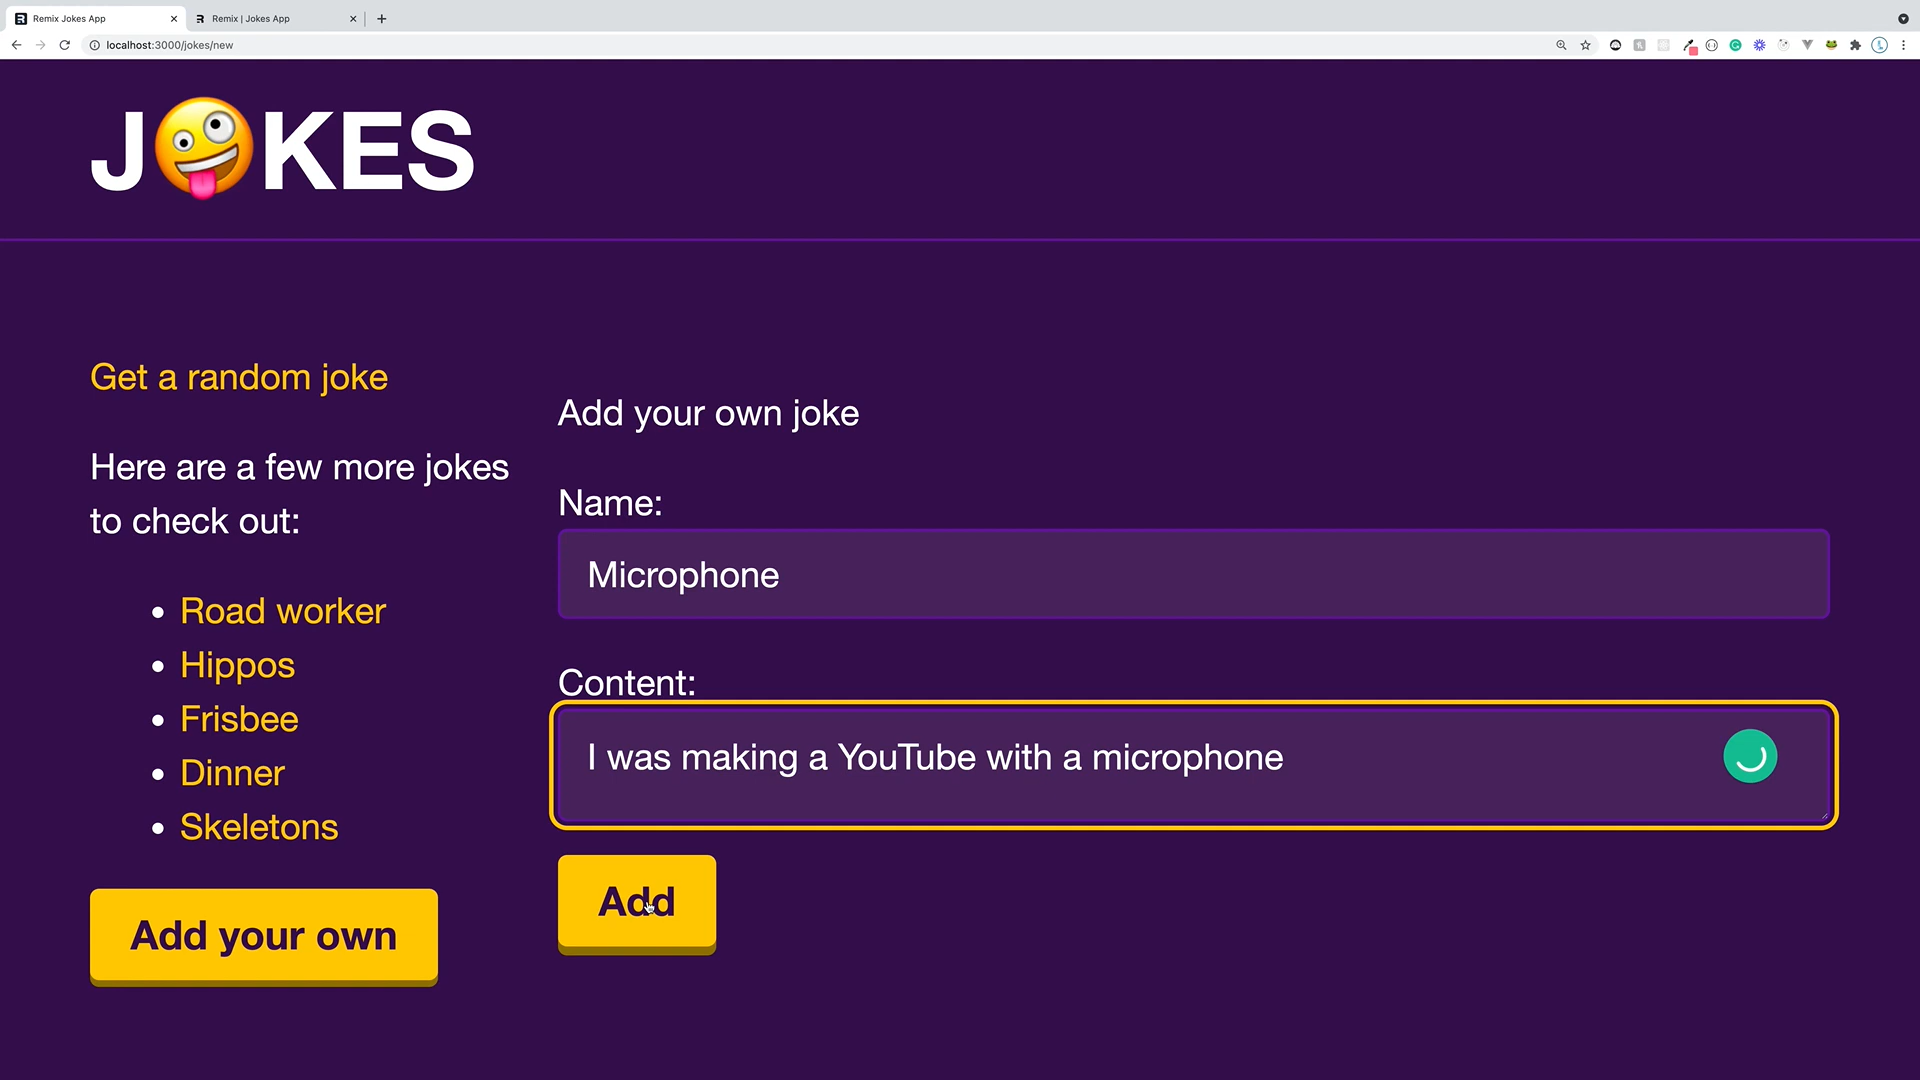 Remix Jokes App
Remix | Jokes App
localhost:3000/jokes/new
J🤪KES
Get a random joke
Here are a few more jokes
to check out:
Road worker
Hippos
Frisbee
Dinner
Skeletons
Add your own
Add your own joke
Name:
Microphone
Content:
I was making a YouTube with a microphone
Add